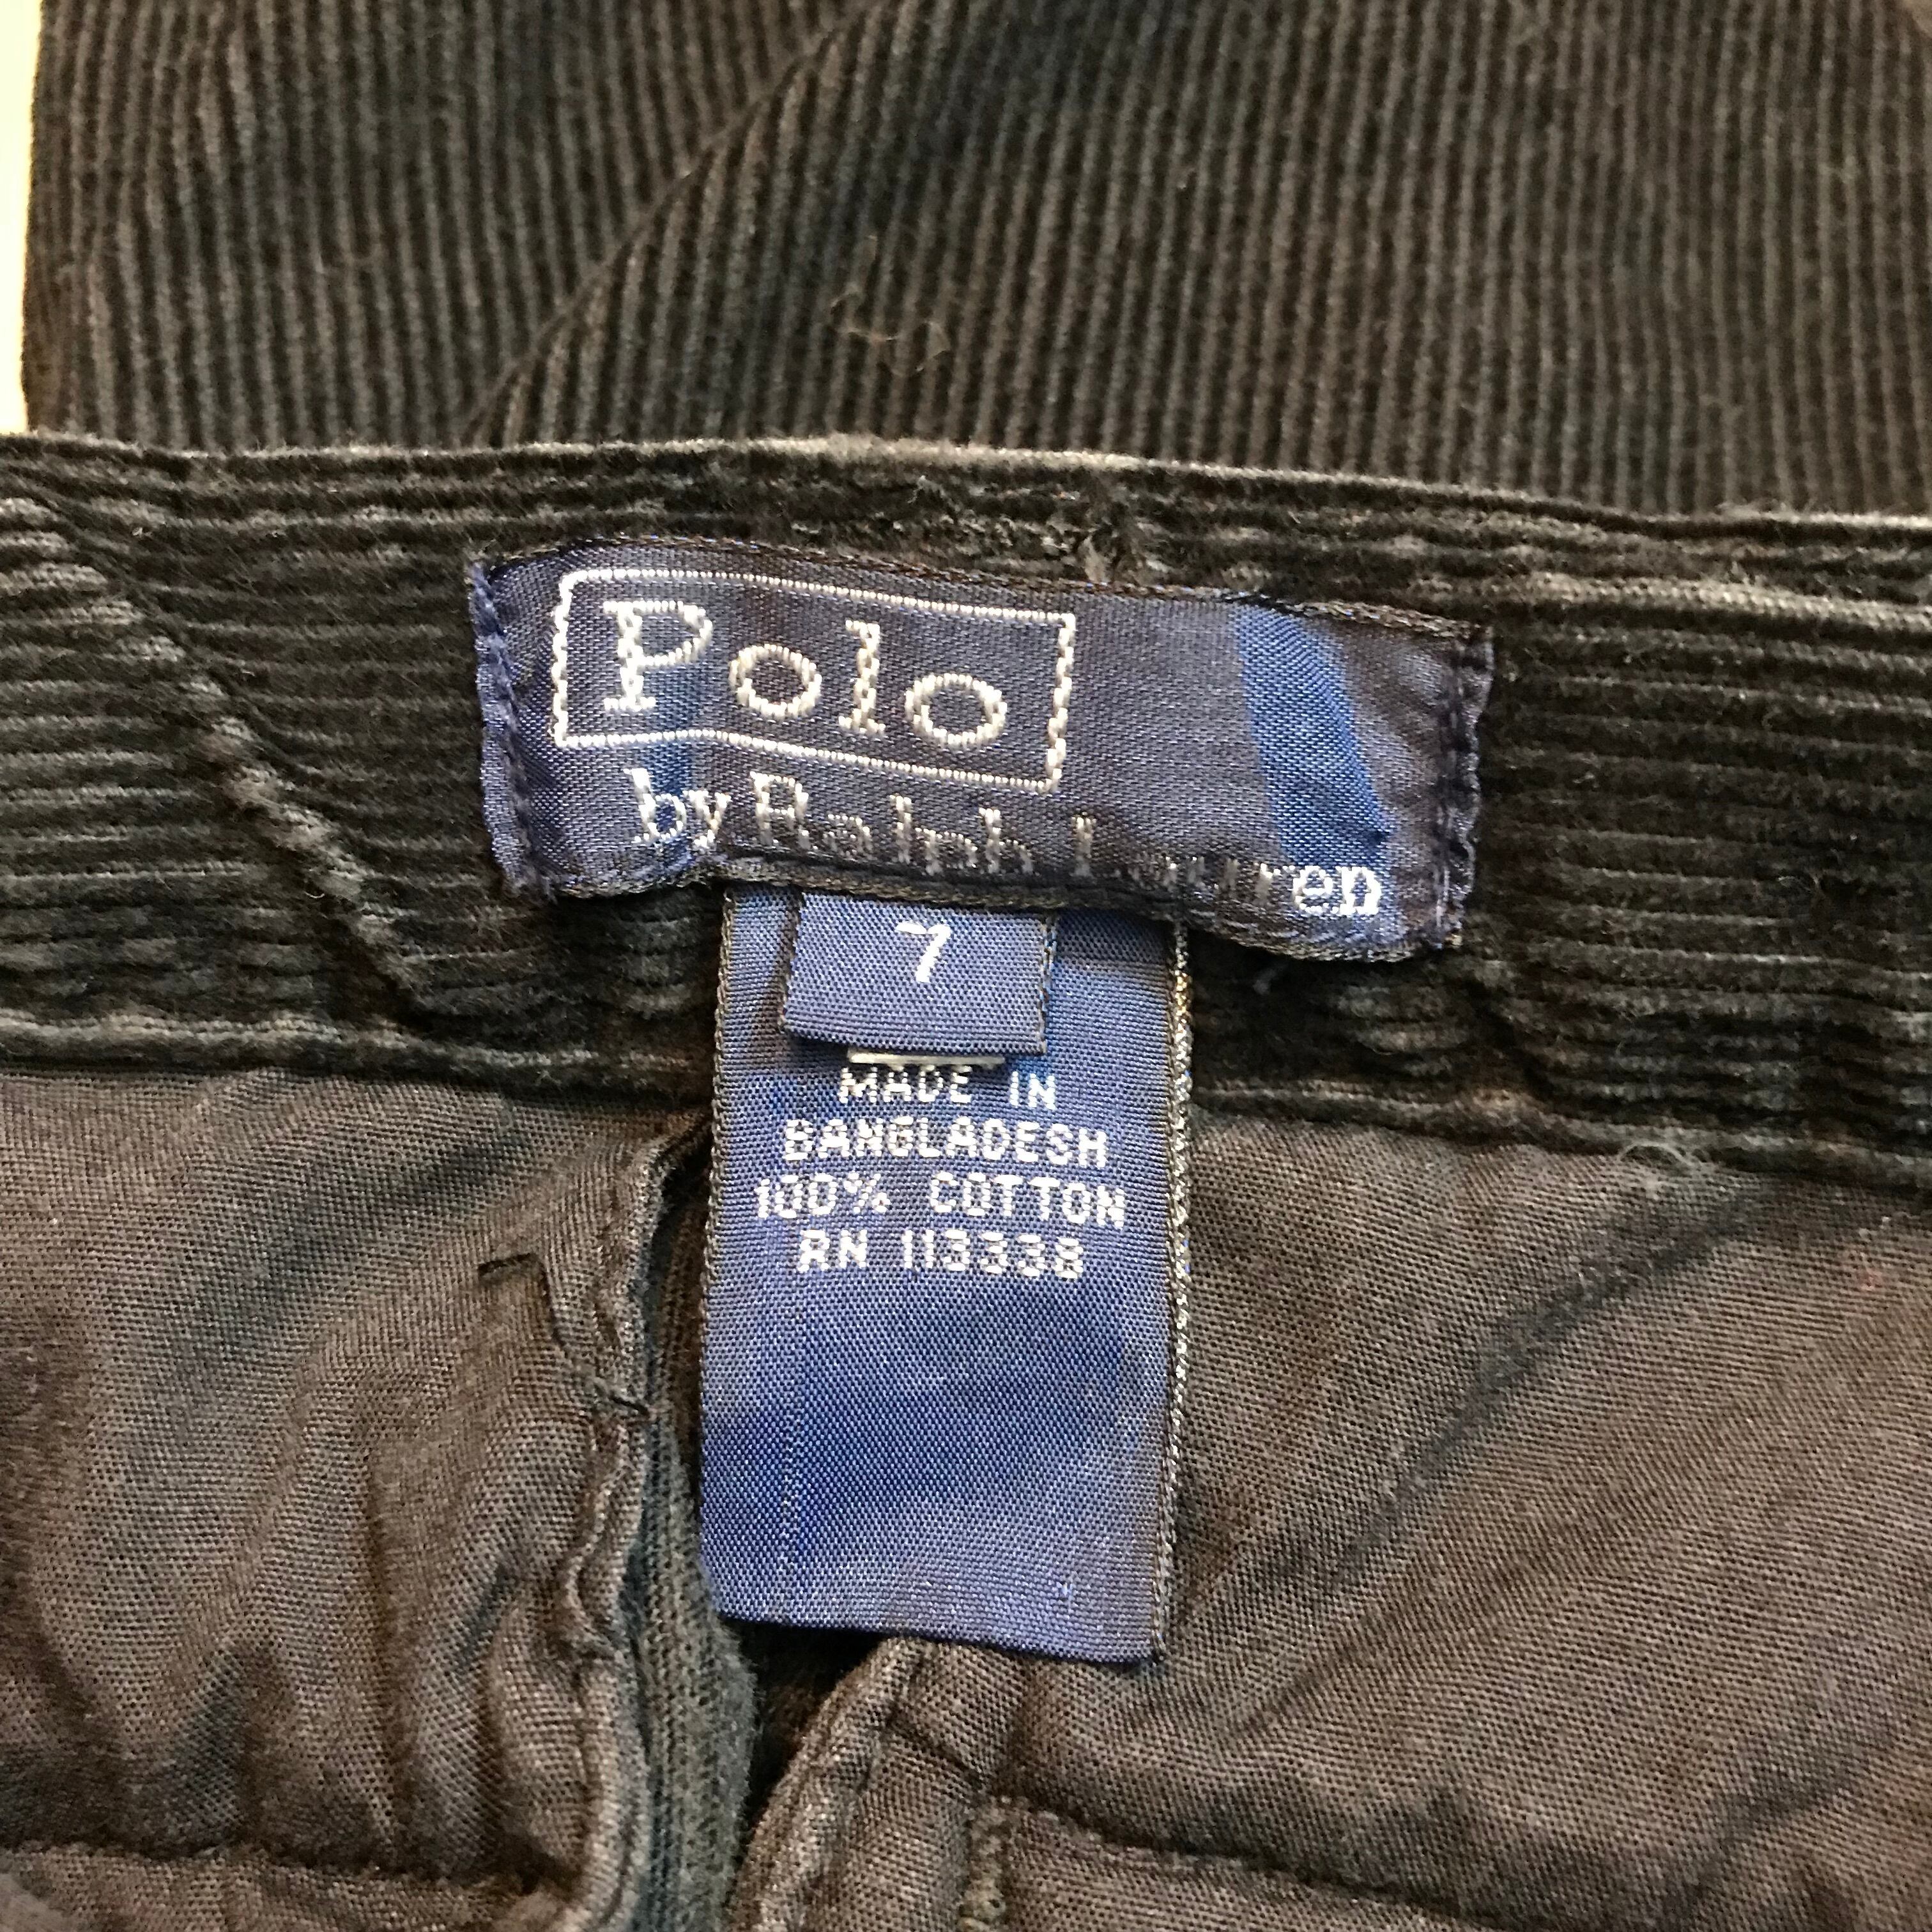 Polo
by Ralph Lauren
7
MADE IN
BANGLADESH
100% COTTON
RN 113338